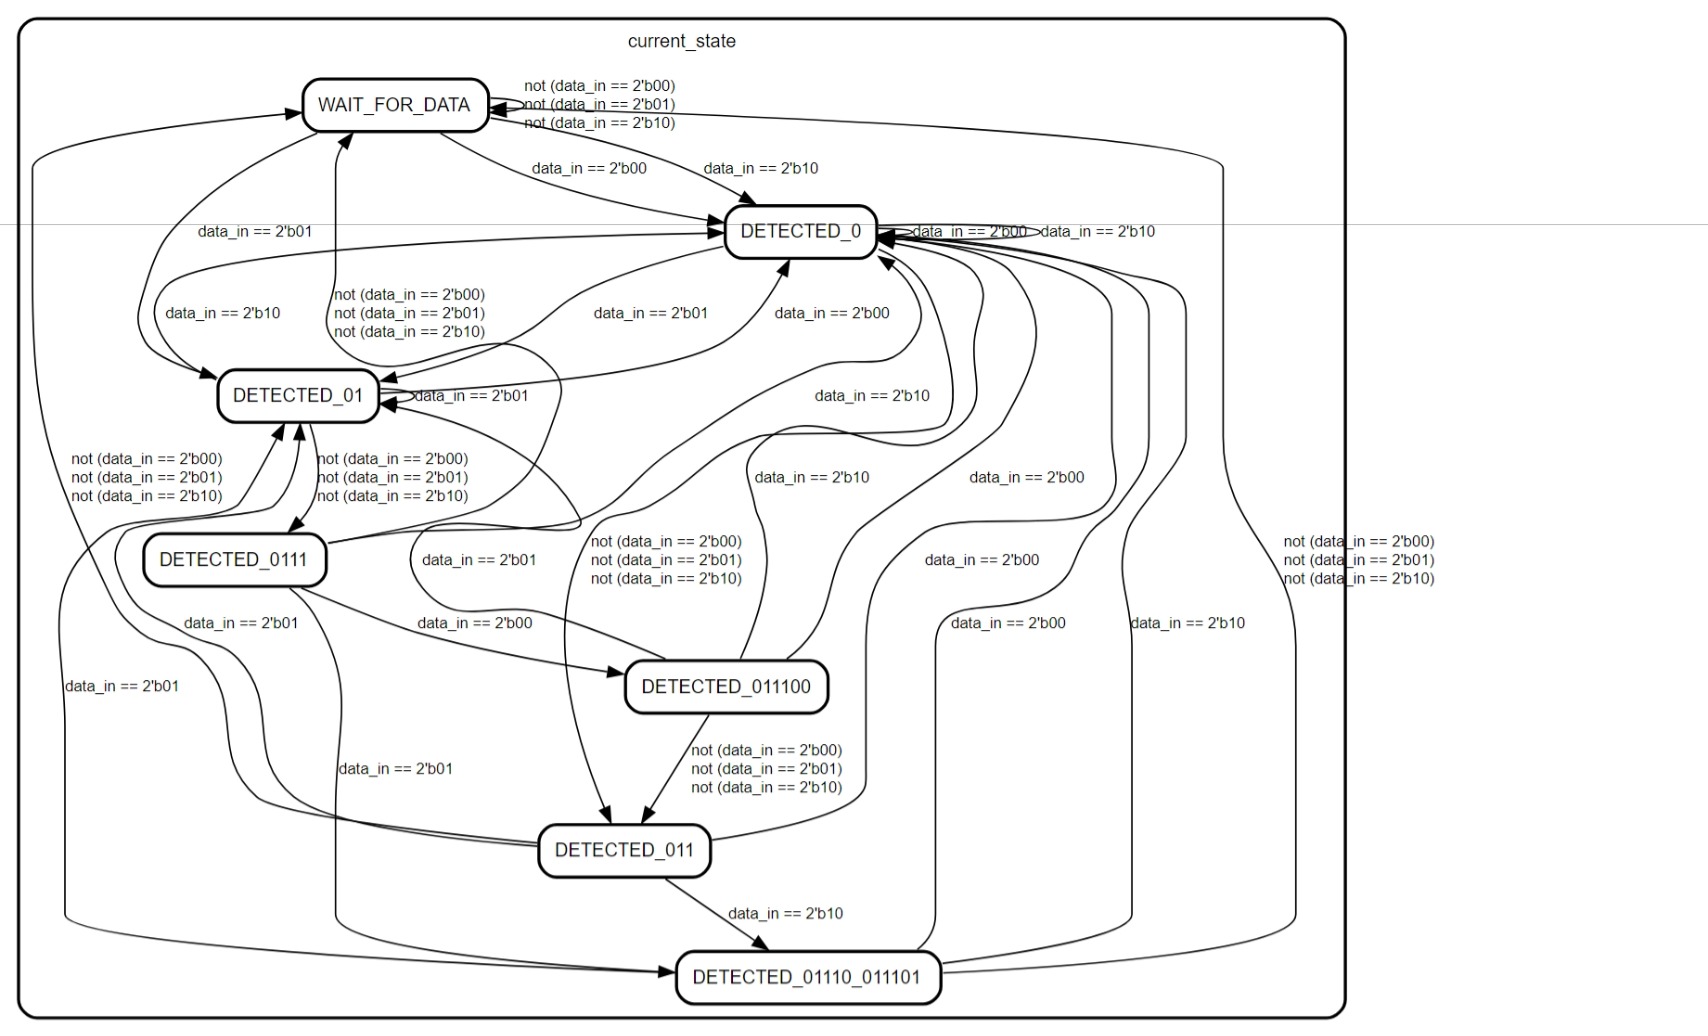 current_state
WAIT_FOR_DATA
not (data_in == 2'b00)
not (data_in == 2'b01)
not (data_in == 2'b10)
data_in == 2'b00
data_in == 2'b10
data_in == 2'b01
DETECTED_0
data_in == 2'b00
data_in == 2'b10
data_in == 2'b10
not (data_in == 2'b00)
not (data_in == 2'b01)
not (data_in == 2'b10)
data_in == 2'b01
data_in == 2'b00
DETECTED_01
data_in == 2'b01
data_in == 2'b10
not (data_in == 2'b00)
not (data_in == 2'b01)
not (data_in == 2'b10)
not (data_in == 2'b00)
not (data_in == 2'b01)
not (data_in == 2'b10)
data_in == 2'b10
data_in == 2'b00
DETECTED_0111
data_in == 2'b01
not (data_in == 2'b00)
not (data_in == 2'b01)
not (data_in == 2'b10)
data_in == 2'b00
not (data_in == 2'b00)
not (data_in == 2'b01)
not (data_in == 2'b10)
data_in == 2'b01
data_in == 2'b00
data_in == 2'b00
data_in == 2'b10
data_in == 2'b01
DETECTED_011100
data_in == 2'b01
not (data_in == 2'b00)
not (data_in == 2'b01)
not (data_in == 2'b10)
DETECTED_011
data_in == 2'b10
DETECTED_01110_011101